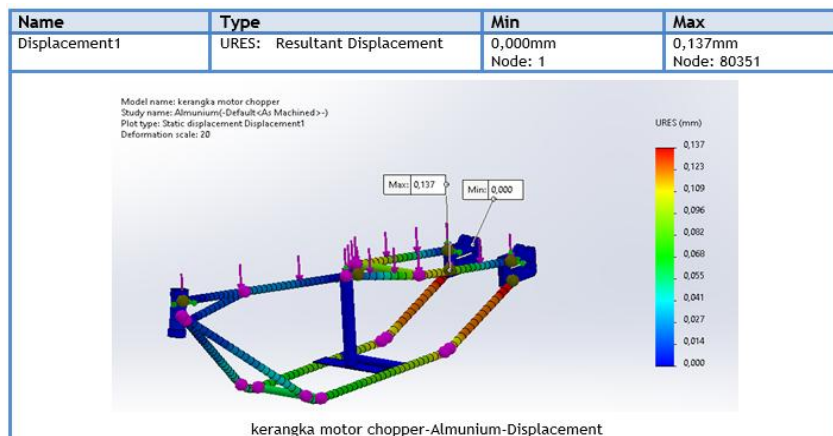 Name Type Min Max
Displacement1 URES: Resultant Displacement 0,000mm 0,137mm
Node: 1 Node: 80351
Model name: kerangka motor chopper
Study name: Almunium(-Default<As Machined>-)
Plot type: Static displacement Displacement1
Deformation scale: 20
URES (mm)
0,137
0,123
0,109
0,096
0,082
0,068
0,055
0,041
0,027
0,014
0,000
Max: 0,137
Min: 0,000
kerangka motor chopper-Almunium-Displacement